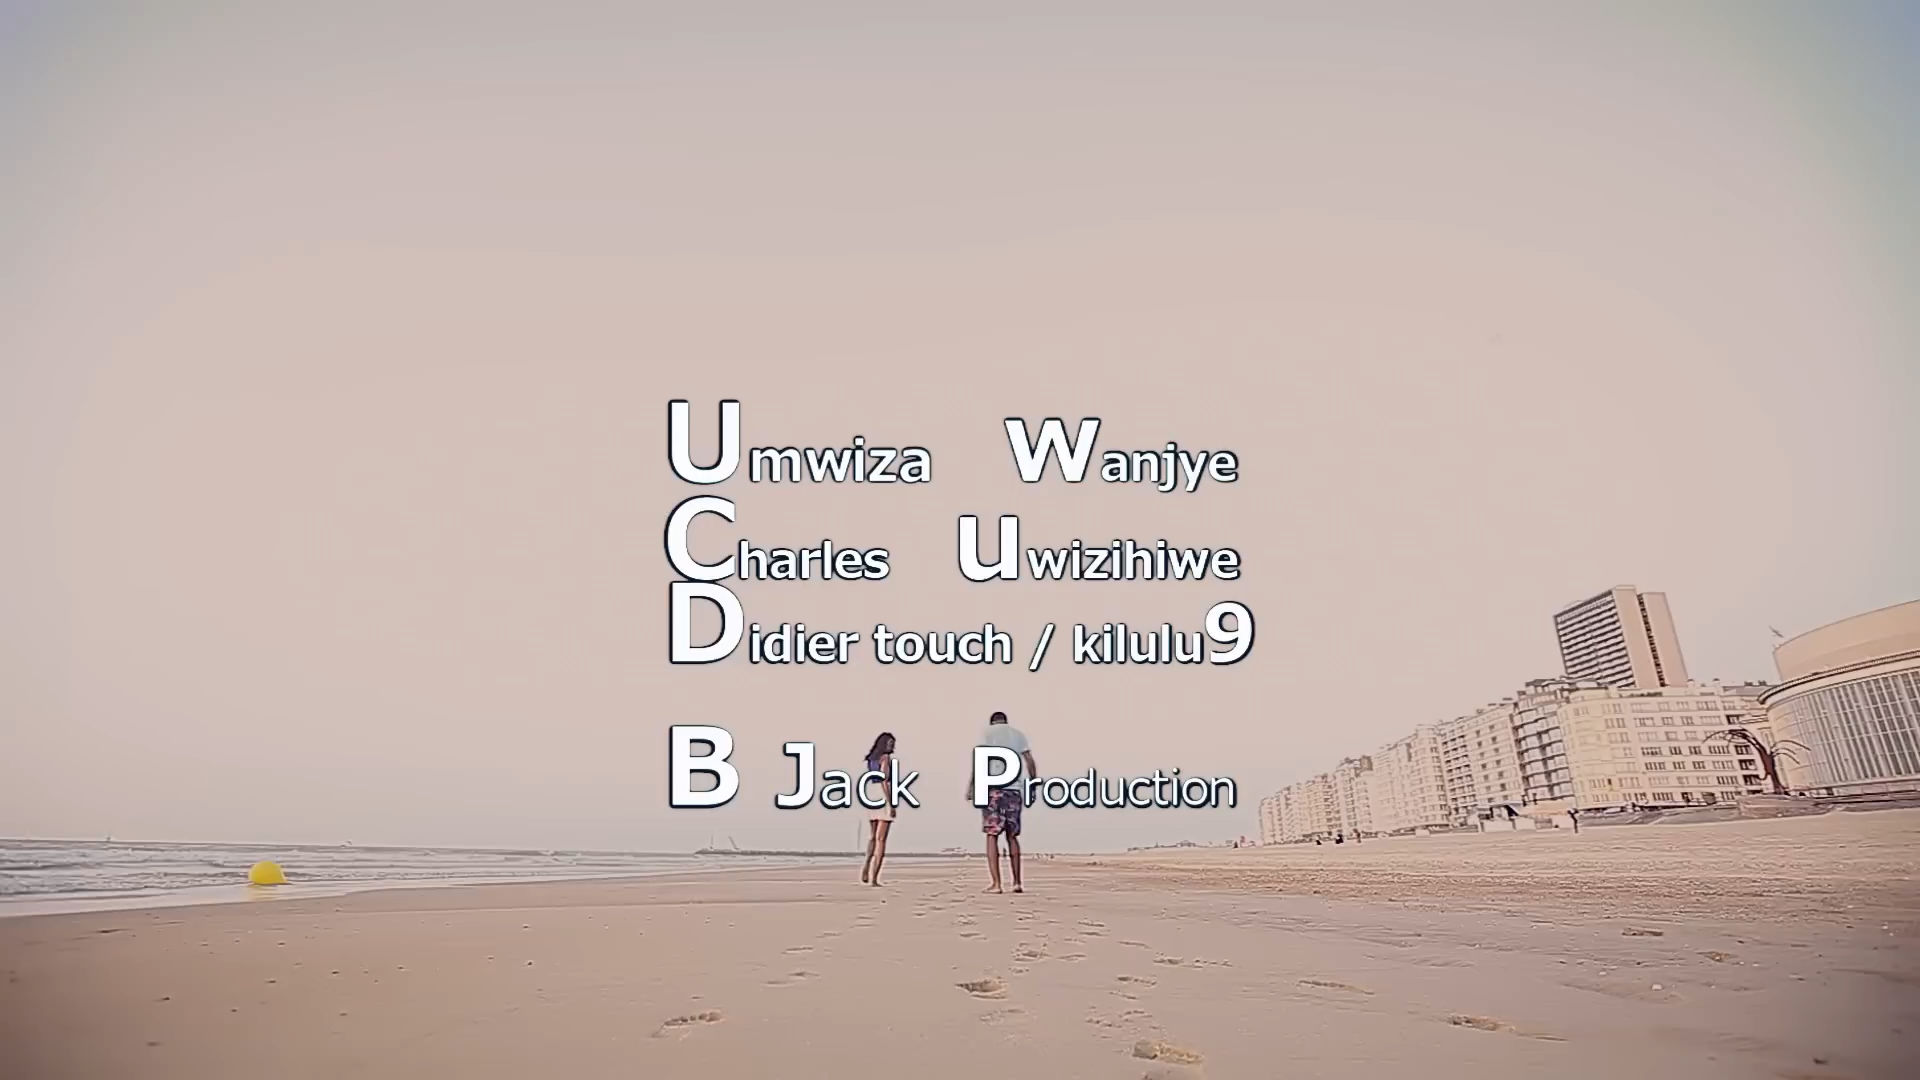 Umwiza Wanjye
Charles uwizihiwe
Didier touch / kilulu9
B Jack Production